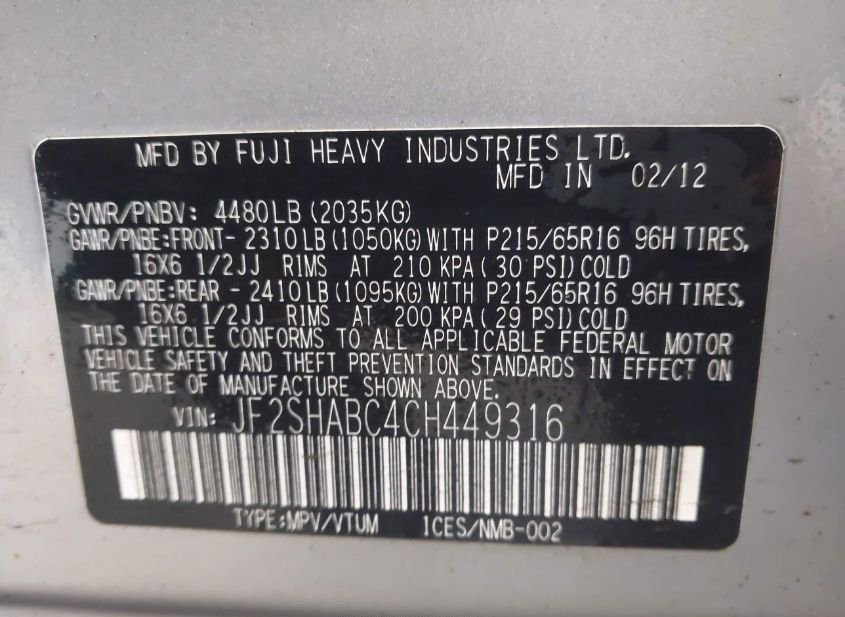 MFD BY FUJI HEAVY INDUSTRIES LTD.
MFD IN 02/12
GVWR/PNBV: 4480LB (2035KG)
GAWR/PNBE:FRONT- 2310LB (1050KG) WITH P215/65R16 96H TIRES,
16X6 1/2JJ RIMS AT 210 KPA ( 30 PSI) COLD
GAWR/PNBE:REAR - 2410LB (1095KG) WITH P215/65R16 96H TIRES,
16X6 1/2JJ RIMS AT 200 KPA ( 29 PSI) COLD
THIS VEHICLE CONFORMS TO ALL APPLICABLE FEDERAL MOTOR
VEHICLE SAFETY AND THEFT PREVENTION STANDARDS IN EFFECT ON
THE DATE OF MANUFACTURE SHOWN ABOVE.
VIN: JF2SHABC4CH449316
TYPE:MPV/VTUM ICES/NMB-002